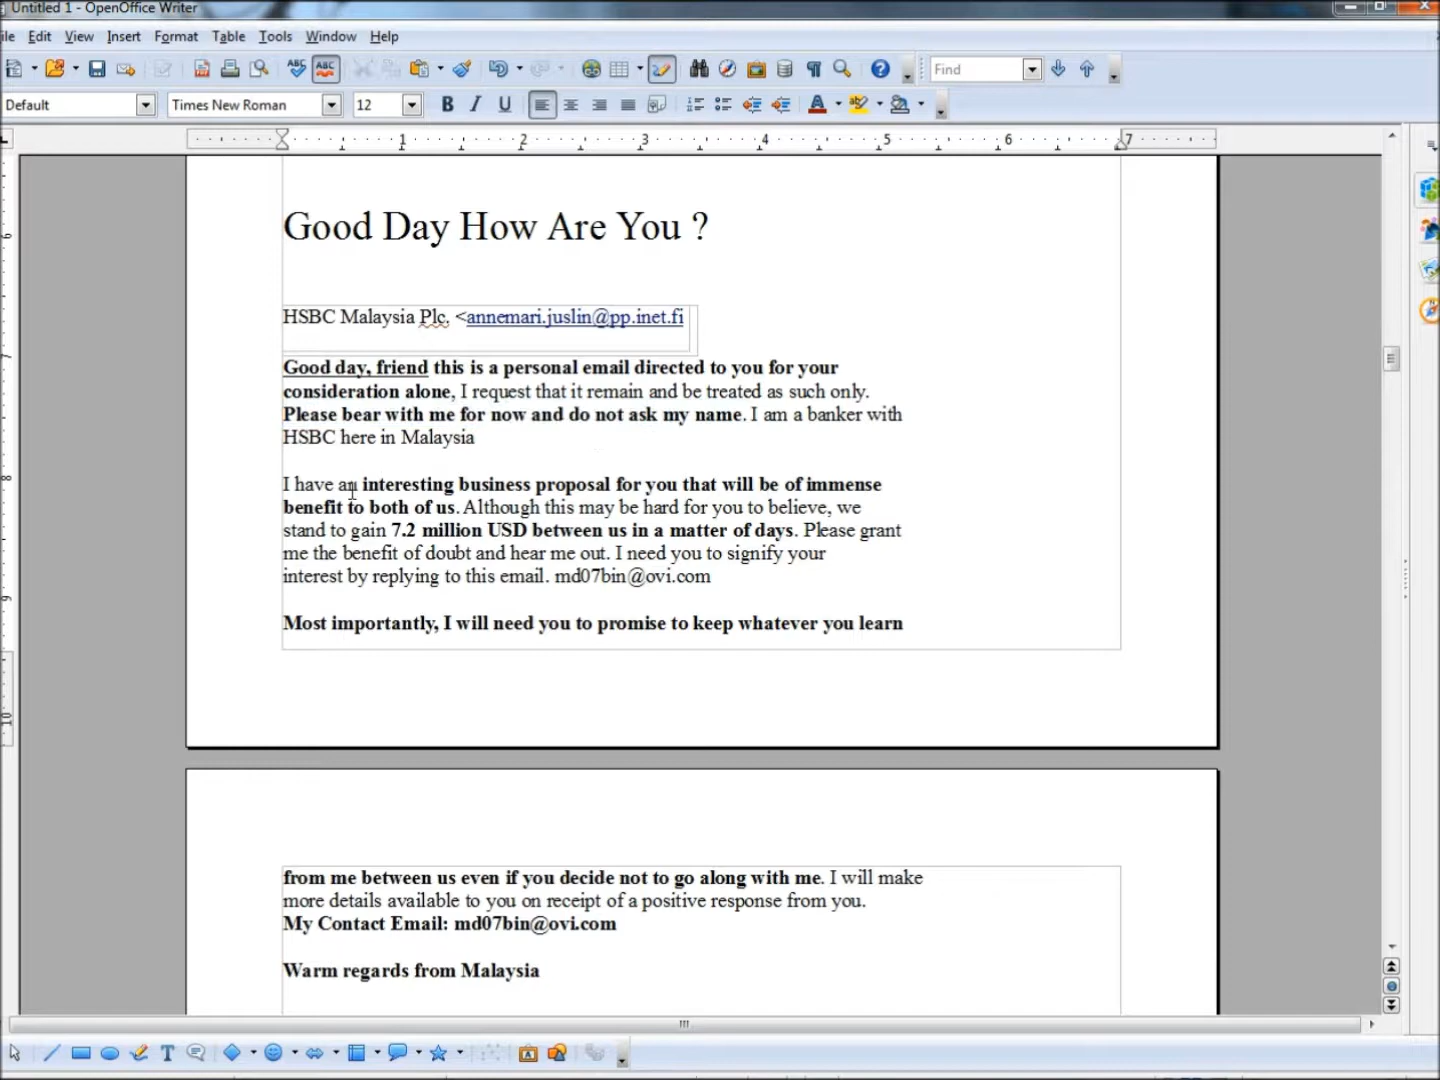 Untitled 1 - OpenOffice Writer
ile Edit View Insert Format Table Tools Window Help
Find
Default Times New Roman 12 B I U
1 2 3 4 5 6 7
Good Day How Are You ?
HSBC Malaysia Plc, <annemari.juslin@pp.inet.fi
Good day, friend this is a personal email directed to you for your
consideration alone, I request that it remain and be treated as such only.
Please bear with me for now and do not ask my name. I am a banker with
HSBC here in Malaysia
I have an interesting business proposal for you that will be of immense
benefit to both of us. Although this may be hard for you to believe, we
stand to gain 7.2 million USD between us in a matter of days. Please grant
me the benefit of doubt and hear me out. I need you to signify your
interest by replying to this email. md07bin@ovi.com
Most importantly, I will need you to promise to keep whatever you learn
from me between us even if you decide not to go along with me. I will make
more details available to you on receipt of a positive response from you.
My Contact Email: md07bin@ovi.com
Warm regards from Malaysia